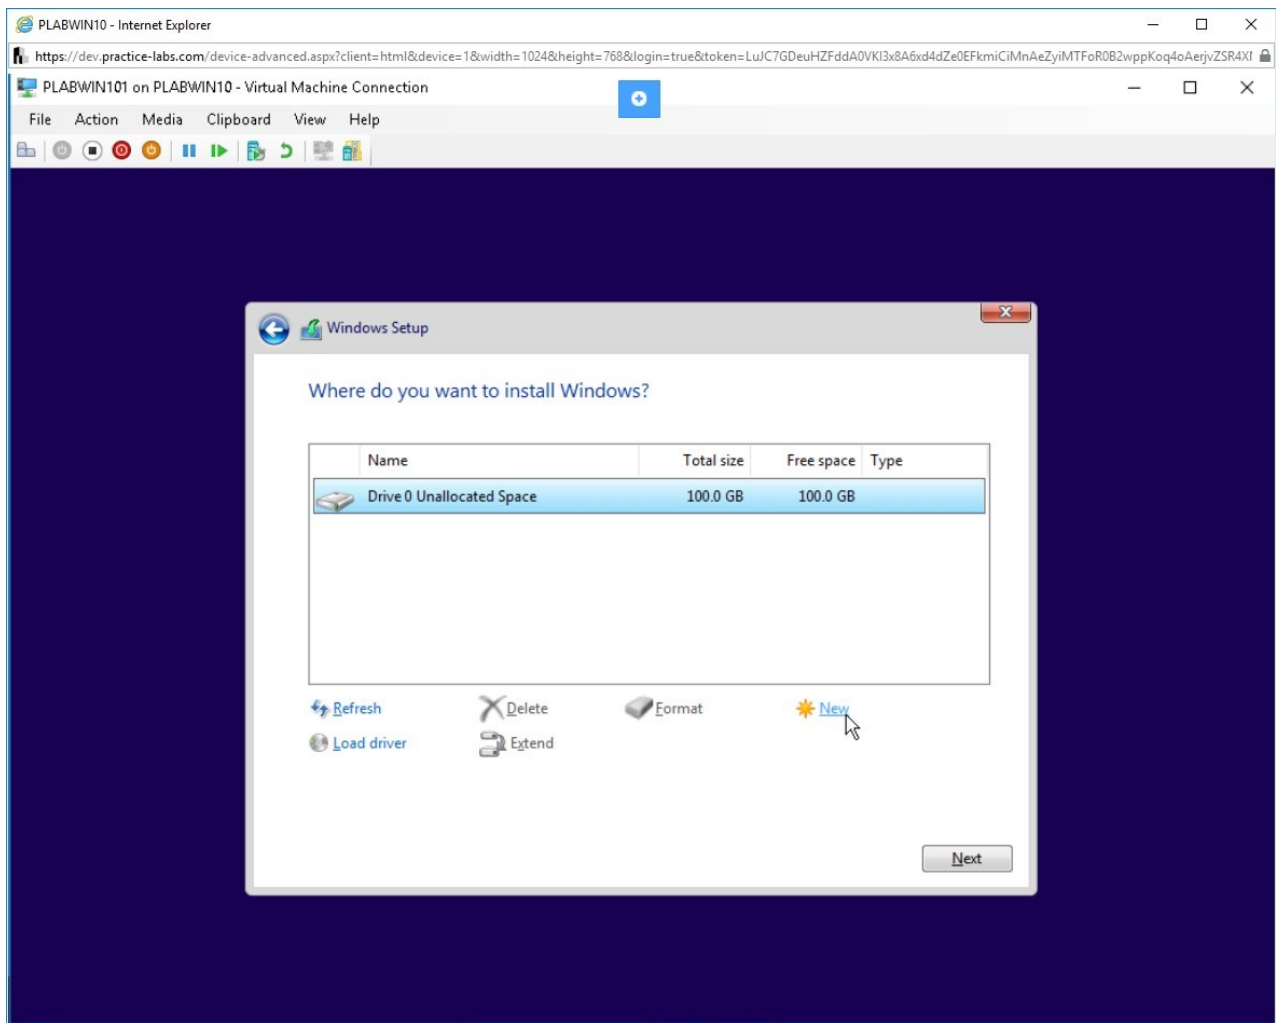 PLABWIN10 - Internet Explorer
https://dev.practice-labs.com/device-advanced.aspx?client=html&device=1&width=1024&height=768&login=true&token=LuJC7GDeuHZFddA0VKl3x8A6xd4dZe0EFkmiCiMnAeZyiMTFoR0B2wppKoq4oAerjvZSR4XI
PLABWIN101 on PLABWIN10 - Virtual Machine Connection
File Action Media Clipboard View Help
Windows Setup
Where do you want to install Windows?
Name Total size Free space Type
Drive 0 Unallocated Space 100.0 GB 100.0 GB
Refresh Delete Format New
Load driver Extend
Next